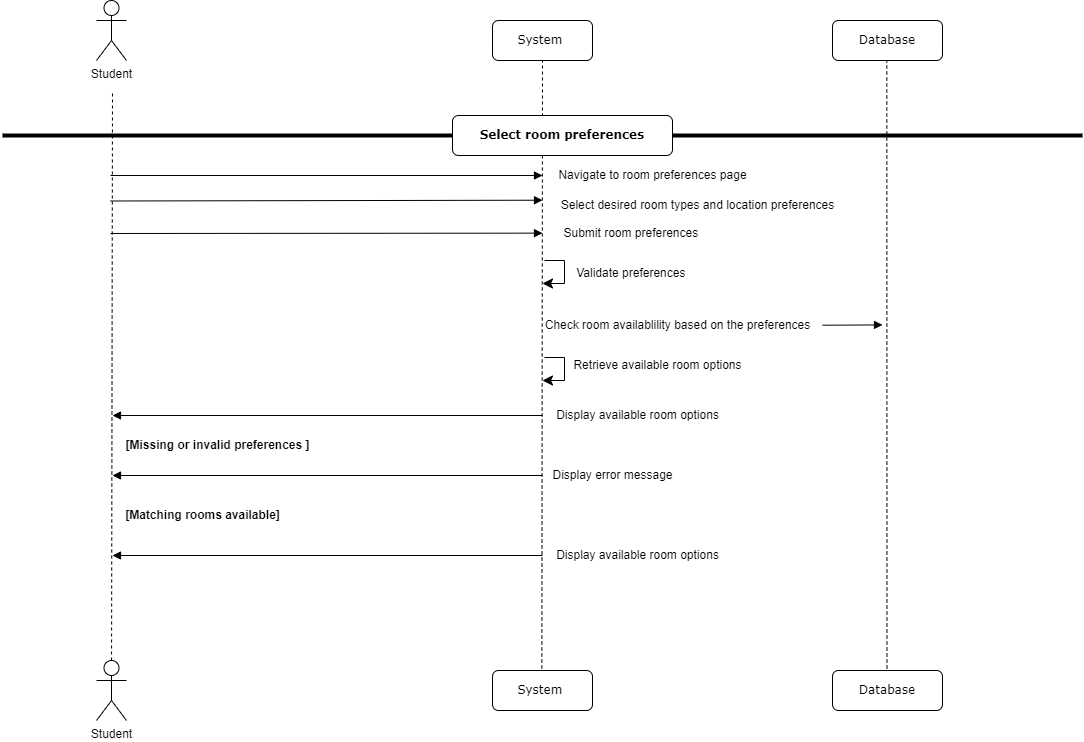 Student
System
Database
Select room preferences
Navigate to room preferences page
Select desired room types and location preferences
Submit room preferences
Validate preferences
Check room availablility based on the preferences
Retrieve available room options
Display available room options
[Missing or invalid preferences ]
Display error message
[Matching rooms available]
Display available room options
System
Database
Student